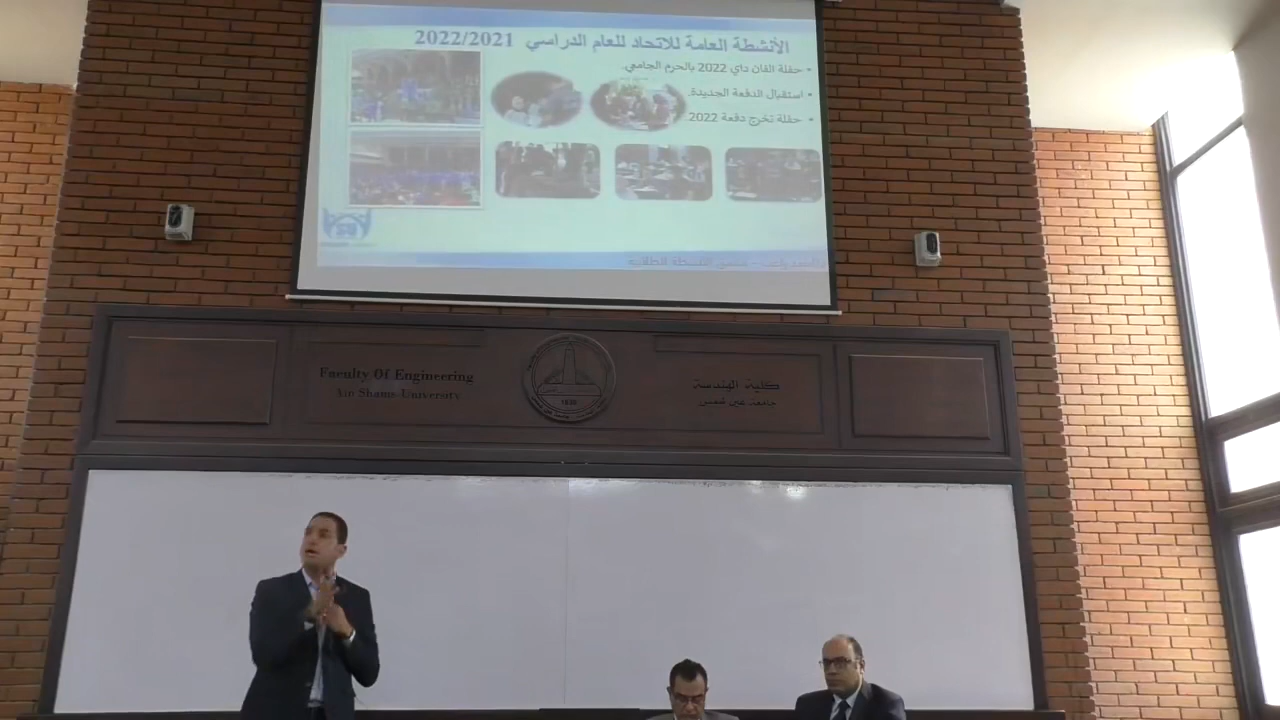 الأنشطة العامة للاتحاد للعام الدراسي 2022/2021
• حفلة الفان داي 2022 بالحرم الجامعي.
• استقبال الدفعة الجديدة.
• حفلة تخرج دفعة 2022.
Faculty Of Engineering
Ain Shams University
كلية الهندسة
جامعة عين شمس